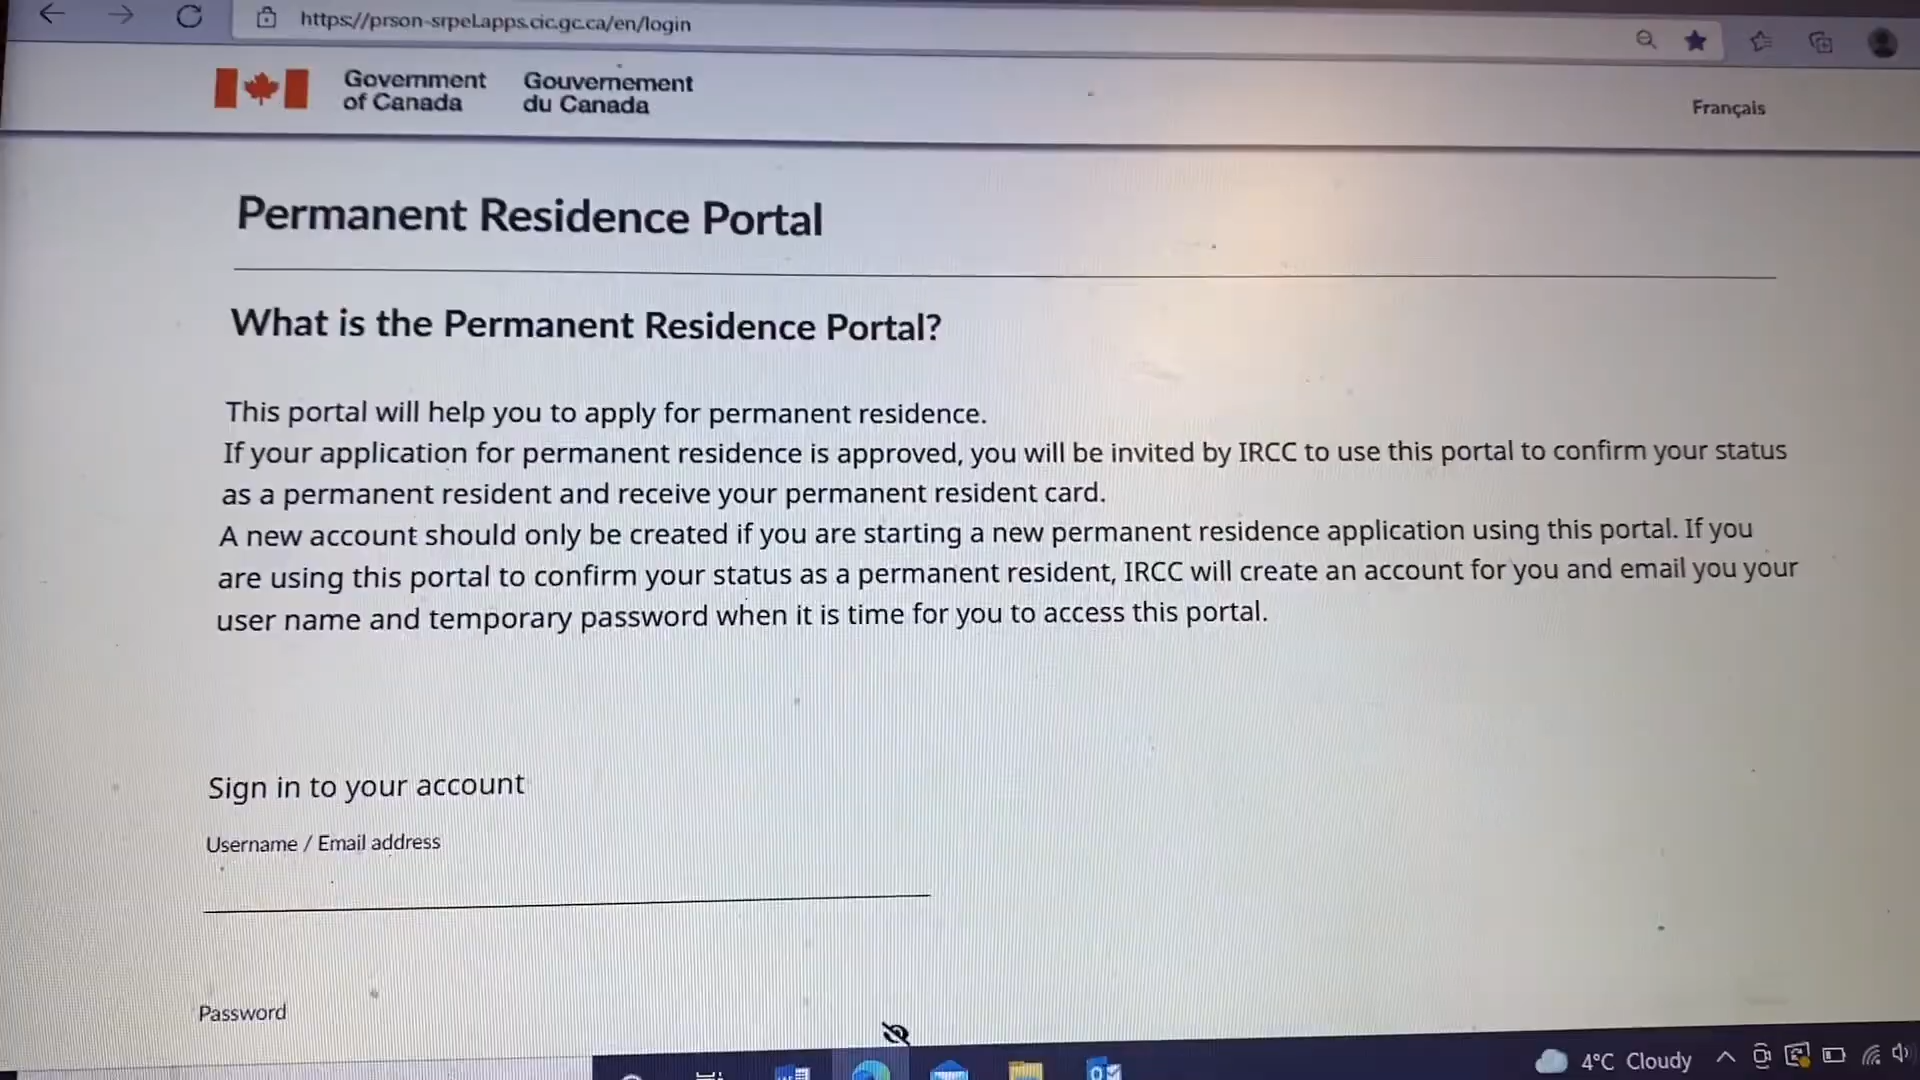 https://prson-srpel.apps.cic.gc.ca/en/login
Government of Canada
Gouvernement du Canada
Français
Permanent Residence Portal
What is the Permanent Residence Portal?
This portal will help you to apply for permanent residence.
If your application for permanent residence is approved, you will be invited by IRCC to use this portal to confirm your status
as a permanent resident and receive your permanent resident card.
A new account should only be created if you are starting a new permanent residence application using this portal. If you
are using this portal to confirm your status as a permanent resident, IRCC will create an account for you and email you your
user name and temporary password when it is time for you to access this portal.
Sign in to your account
Username / Email address
Password
4°C Cloudy